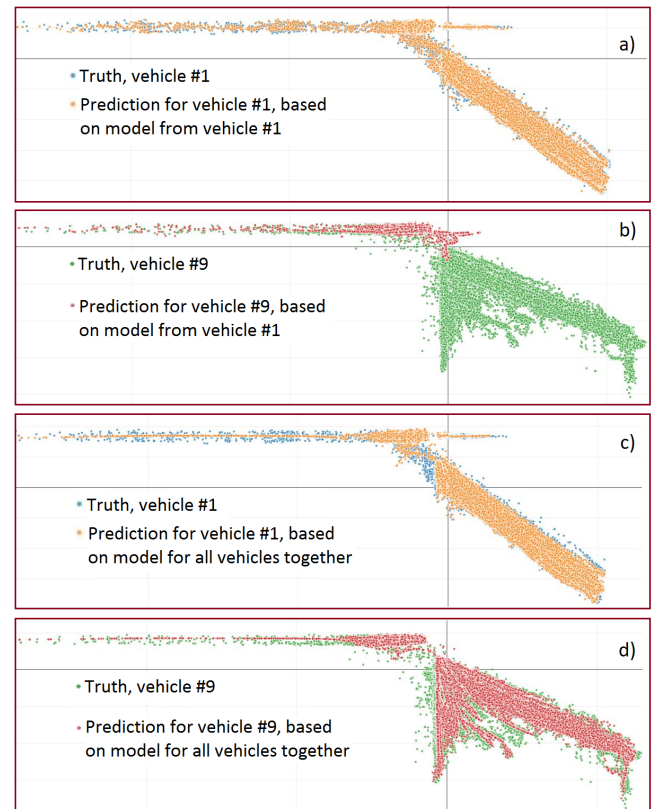 a)
Truth, vehicle #1
Prediction for vehicle #1, based
on model from vehicle #1
b)
Truth, vehicle #9
Prediction for vehicle #9, based
on model from vehicle #1
c)
Truth, vehicle #1
Prediction for vehicle #1, based
on model for all vehicles together
d)
Truth, vehicle #9
Prediction for vehicle #9, based
on model for all vehicles together